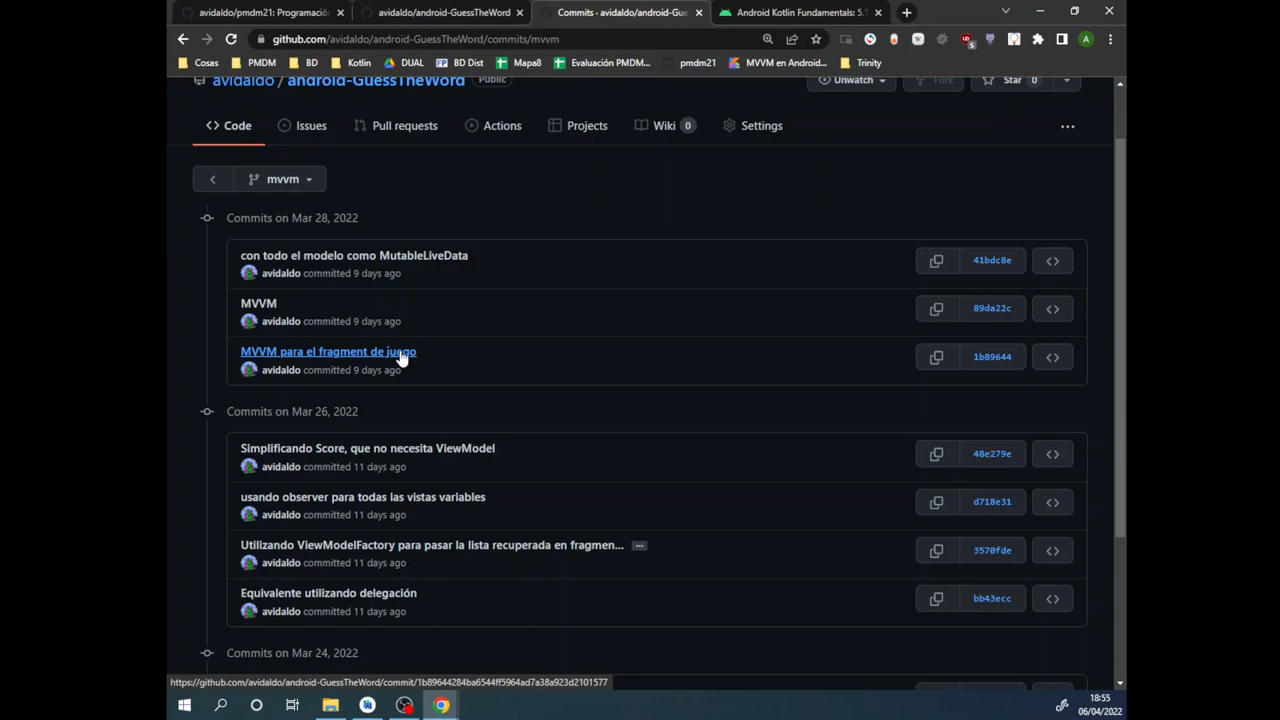 avidaldo/pmdm21: Programació
avidaldo/android-GuessTheWord
Commits · avidaldo/android-Gues
Android Kotlin Fundamentals: 5.1
github.com/avidaldo/android-GuessTheWord/commits/mvvm
Cosas
PMDM
BD
Kotlin
DUAL
BD Dist
Mapa8
Evaluación PMDM...
pmdm21
MVVM en Android...
Trinity
avidaldo / android-GuessTheWord
Public
Unwatch
Fork
Star 0
Code
Issues
Pull requests
Actions
Projects
Wiki 0
Settings
mvvm
Commits on Mar 28, 2022
con todo el modelo como MutableLiveData
avidaldo committed 9 days ago
41bdc8e
MVVM
avidaldo committed 9 days ago
89da22c
MVVM para el fragment de juego
avidaldo committed 9 days ago
1b89644
Commits on Mar 26, 2022
Simplificando Score, que no necesita ViewModel
avidaldo committed 11 days ago
48e279e
usando observer para todas las vistas variables
avidaldo committed 11 days ago
d718e31
Utilizando ViewModelFactory para pasar la lista recuperada en fragmen...
avidaldo committed 11 days ago
3570fde
Equivalente utilizando delegación
avidaldo committed 11 days ago
bb43ecc
Commits on Mar 24, 2022
https://github.com/avidaldo/android-GuessTheWord/commit/1b89644284ba6544ff5964ad7a38a923d2101577
18:55
06/04/2022